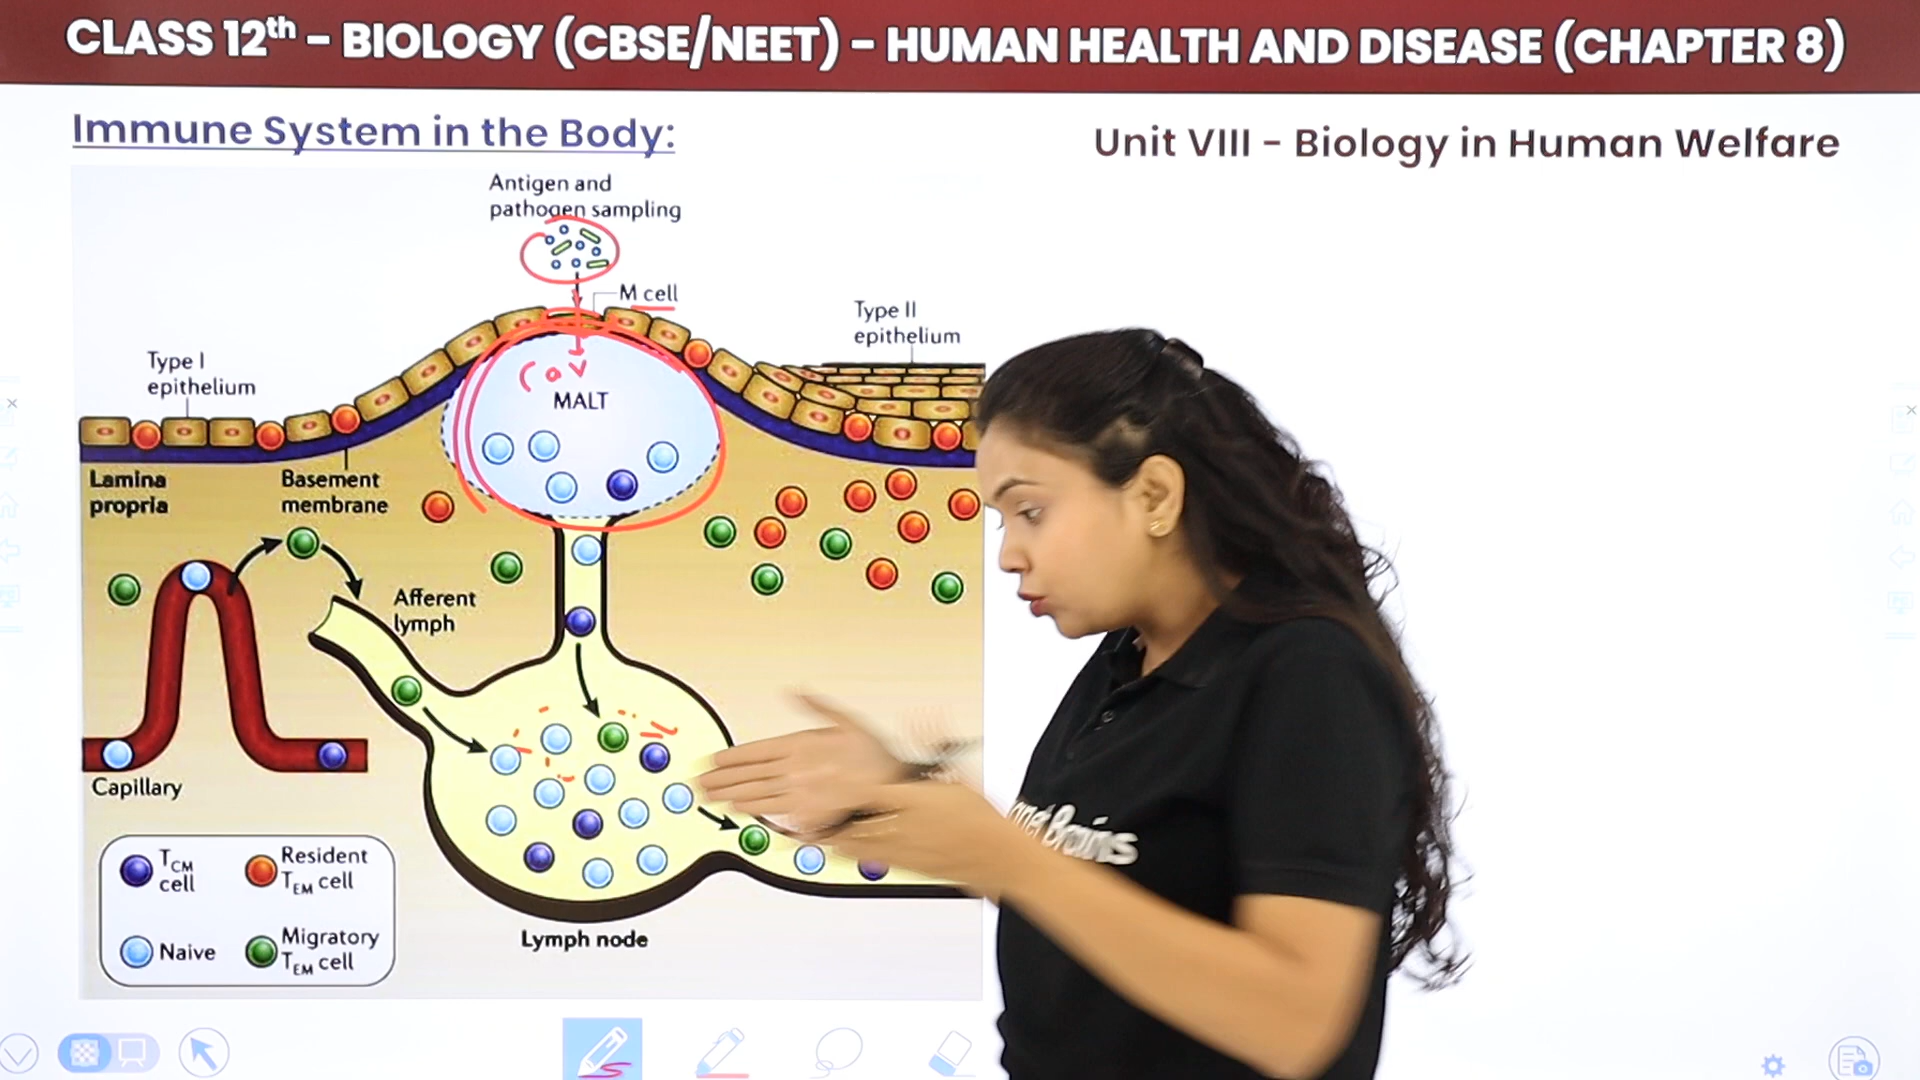 CLASS 12th - BIOLOGY (CBSE/NEET) - HUMAN HEALTH AND DISEASE (CHAPTER 8)
Immune System in the Body:
Unit VIII - Biology in Human Welfare
Antigen and
pathogen sampling
M cell
Type II
epithelium
Type I
epithelium
MALT
Lamina
propria
Basement
membrane
Afferent
lymph
Capillary
TCM
cell
Resident
TEM cell
Naive
Migratory
TEM cell
Lymph node
Brains